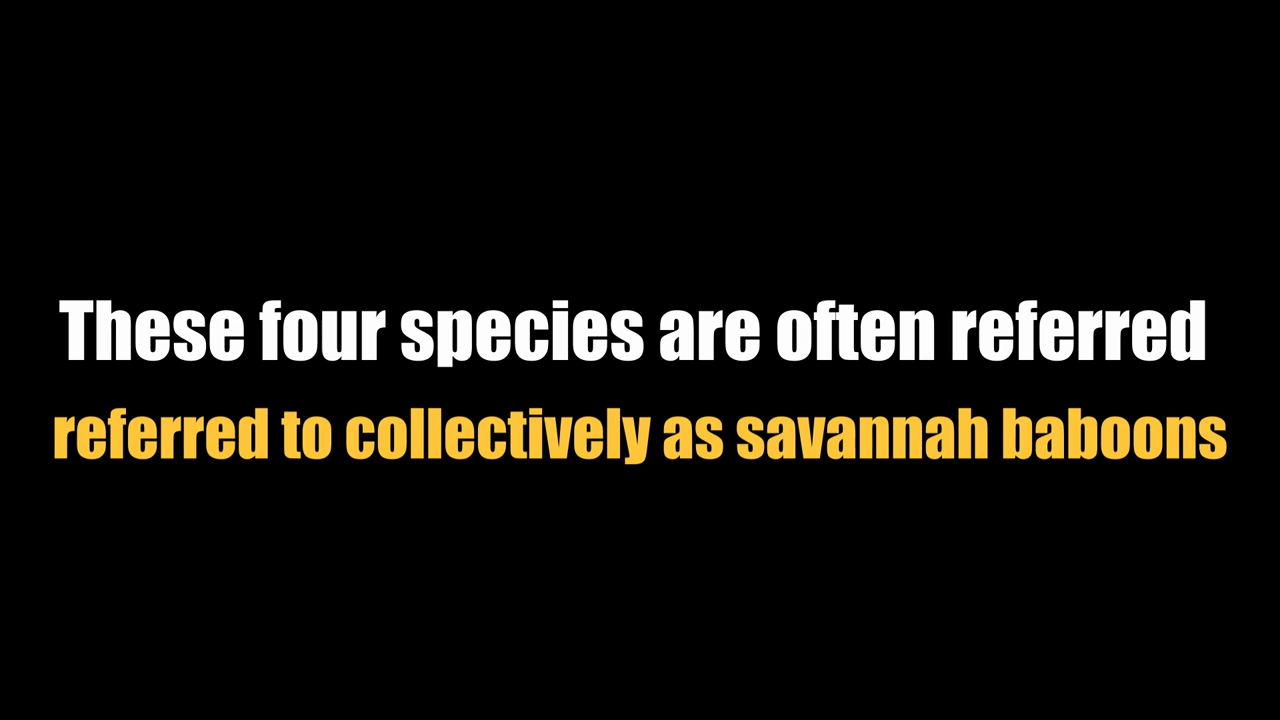 These four species are often referred
referred to collectively as savannah baboons